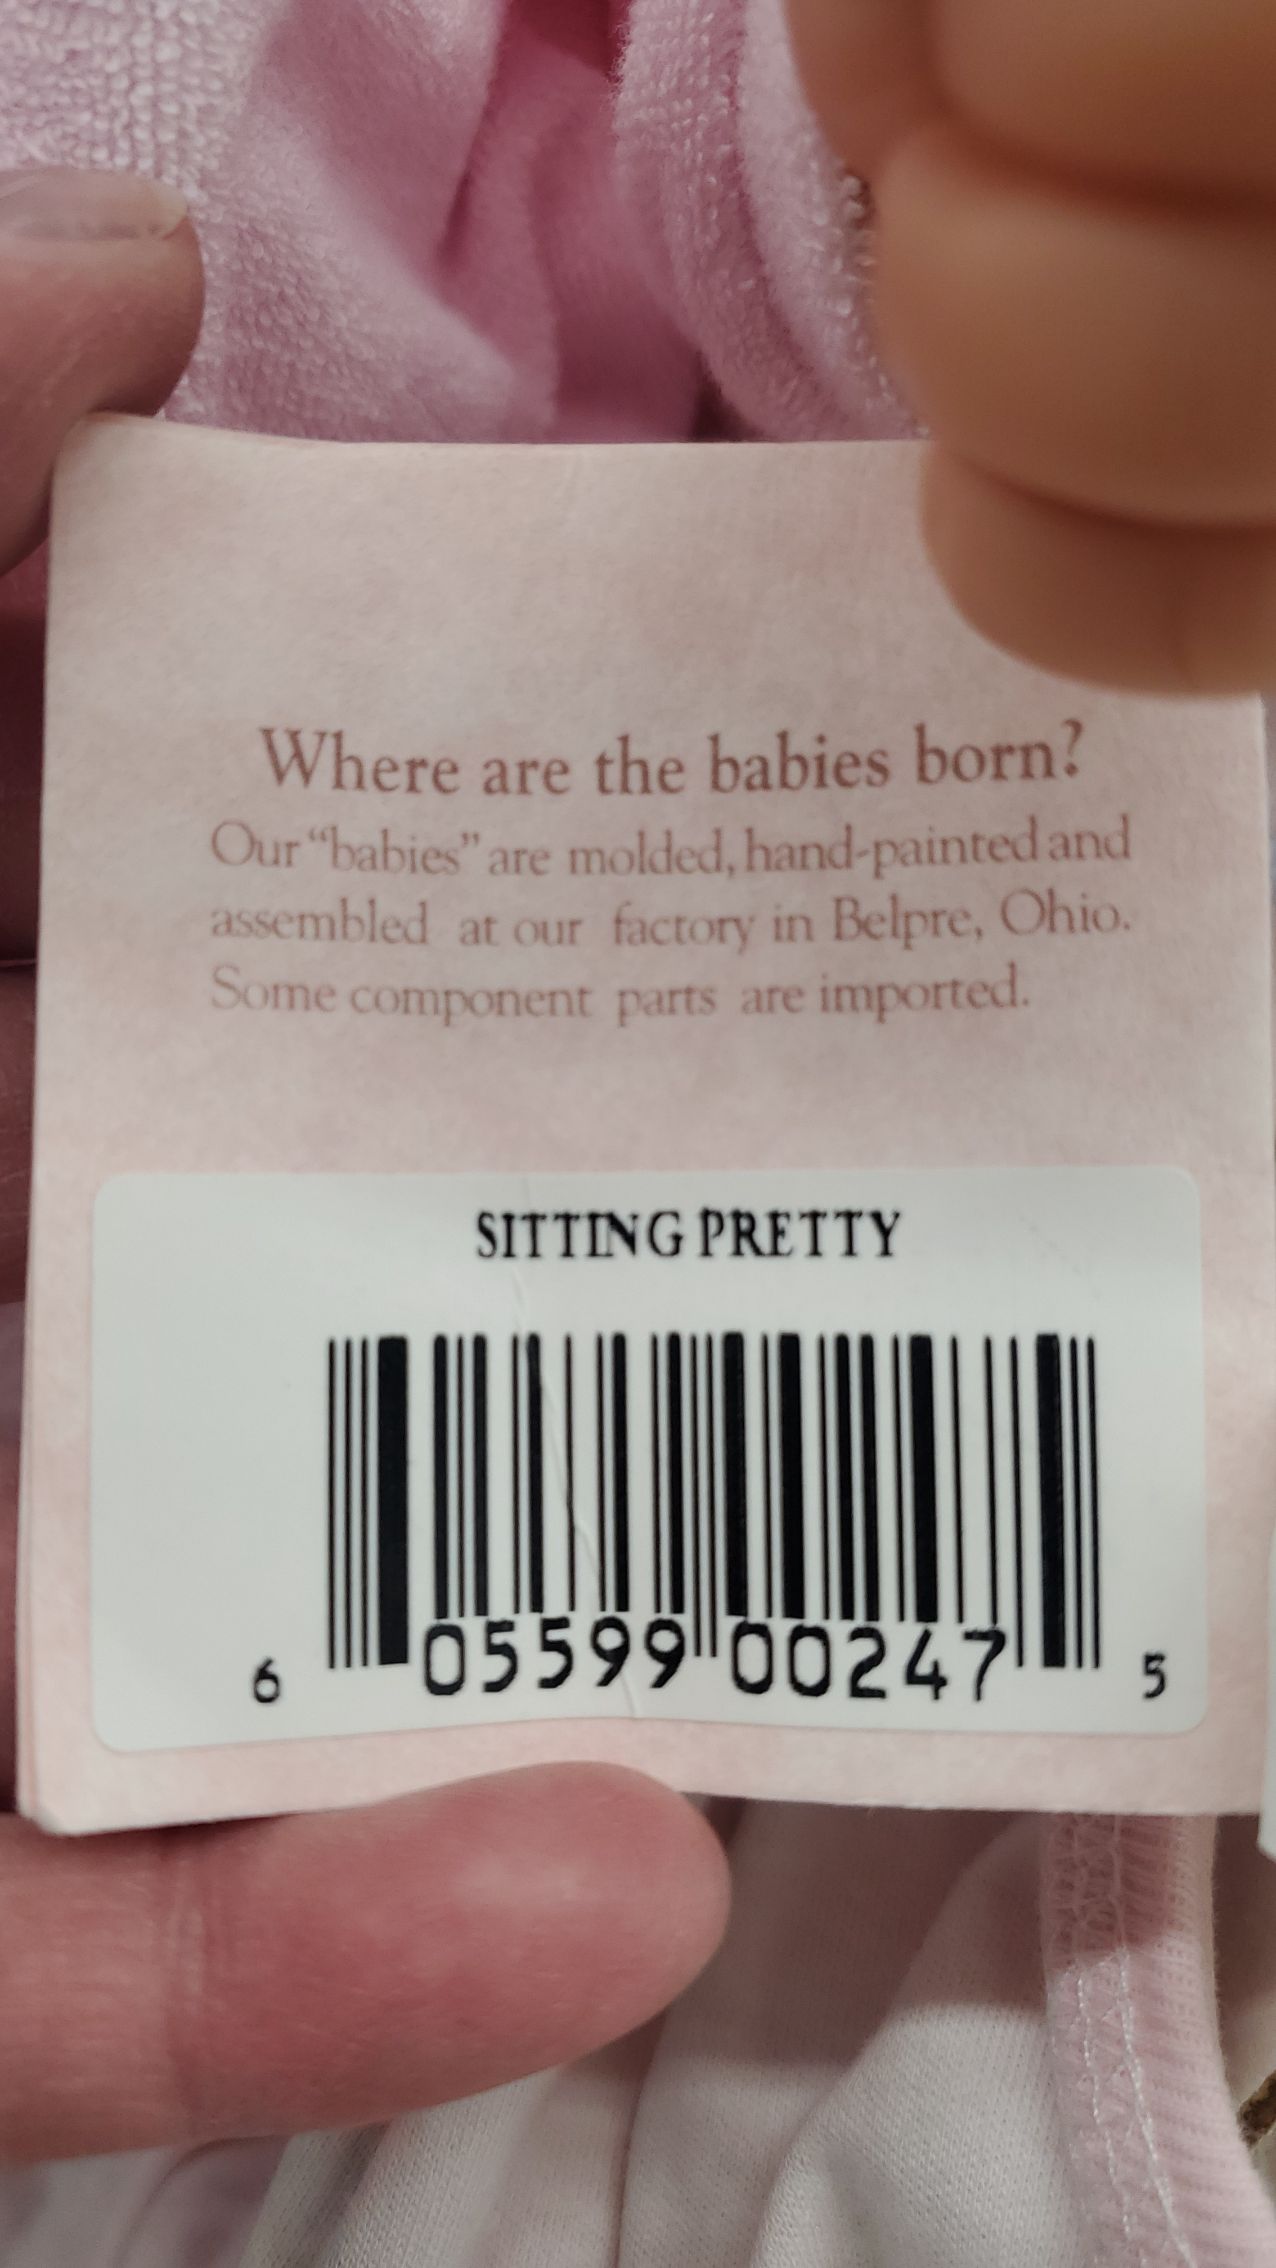 Where are the babies born?
Our “babies” are molded, hand-painted and
assembled at our factory in Belpre, Ohio.
Some component parts are imported.
SITTING PRETTY
6 05599 00247 5